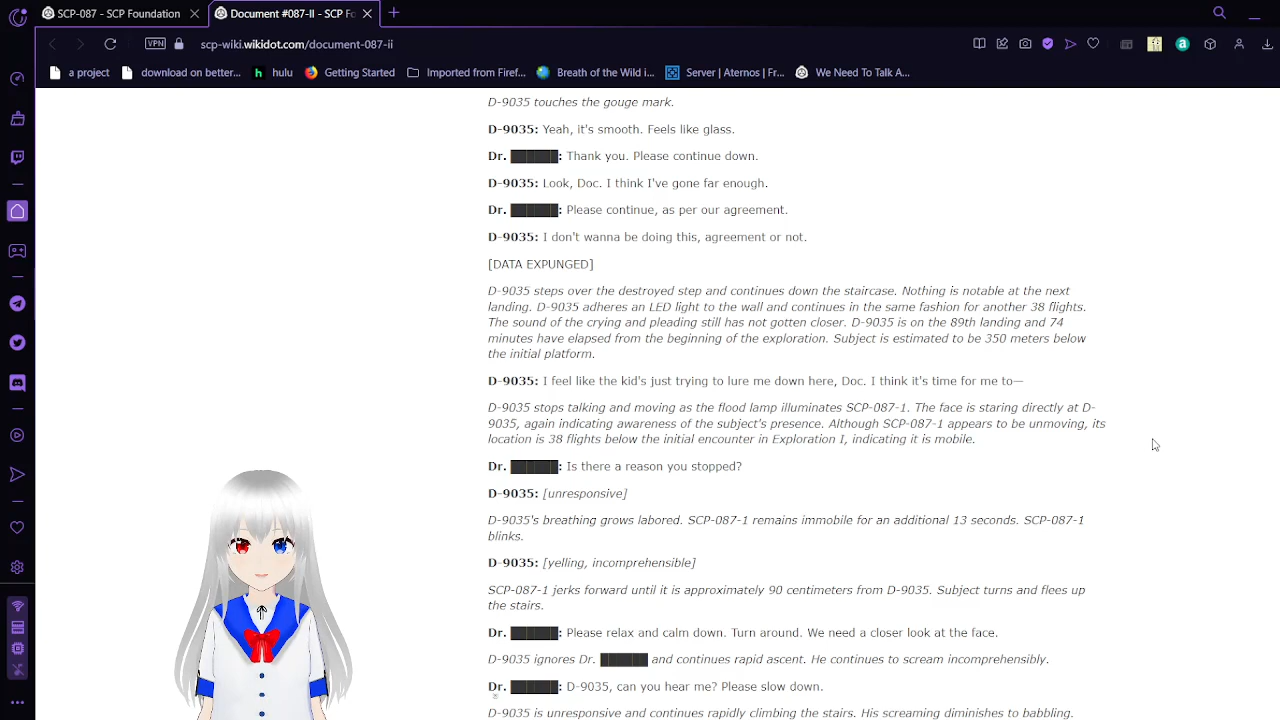 SCP-087 - SCP Foundation
Document #087-II - SCP Fo
VPN
scp-wiki.wikidot.com/document-087-ii
a project
download on better...
h hulu
Getting Started
Imported from Firef...
Breath of the Wild i...
Server | Aternos | Fr...
We Need To Talk A...
D-9035 touches the gouge mark.
D-9035: Yeah, it's smooth. Feels like glass.
Dr. ██████: Thank you. Please continue down.
D-9035: Look, Doc. I think I've gone far enough.
Dr. ██████: Please continue, as per our agreement.
D-9035: I don't wanna be doing this, agreement or not.
[DATA EXPUNGED]
D-9035 steps over the destroyed step and continues down the staircase. Nothing is notable at the next
landing. D-9035 adheres an LED light to the wall and continues in the same fashion for another 38 flights.
The sound of the crying and pleading still has not gotten closer. D-9035 is on the 89th landing and 74
minutes have elapsed from the beginning of the exploration. Subject is estimated to be 350 meters below
the initial platform.
D-9035: I feel like the kid's just trying to lure me down here, Doc. I think it's time for me to—
D-9035 stops talking and moving as the flood lamp illuminates SCP-087-1. The face is staring directly at D-
9035, again indicating awareness of the subject's presence. Although SCP-087-1 appears to be unmoving, its
location is 38 flights below the initial encounter in Exploration I, indicating it is mobile.
Dr. ██████: Is there a reason you stopped?
D-9035: [unresponsive]
D-9035's breathing grows labored. SCP-087-1 remains immobile for an additional 13 seconds. SCP-087-1
blinks.
D-9035: [yelling, incomprehensible]
SCP-087-1 jerks forward until it is approximately 90 centimeters from D-9035. Subject turns and flees up
the stairs.
Dr. ██████: Please relax and calm down. Turn around. We need a closer look at the face.
D-9035 ignores Dr. ██████ and continues rapid ascent. He continues to scream incomprehensibly.
Dr. ██████: D-9035, can you hear me? Please slow down.
D-9035 is unresponsive and continues rapidly climbing the stairs. His screaming diminishes to babbling.